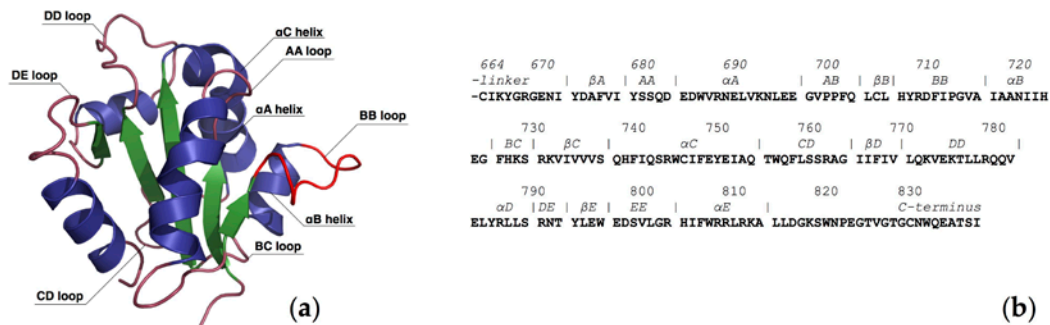 DD loop
αC helix
AA loop
DE loop
αA helix
BB loop
αB helix
BC loop
CD loop
(a)
664 670 680 690 700 710 720
-linker | βA | AA | αA | AB | βB | BB | αB
-CIKYGRGENI YDAFVI YSSQD EDWVRNELVKNLEE GVPPFQ LCL HYRDFIPGVA IAANIIH
730 740 750 760 770 780
| BC | βC | αC | CD | βD | DD |
EG FHKS RKVIVVVS QHFIQSRWCIFEYEIAQ TWQFLSSRAG IIFIV LQKVEKTLLRQQV
790 800 810 820 830
αD | DE | βE | EE | αE | C-terminus
ELYRLLS RNT YLEW EDSVLGR HIFWRRLRKA LLDGKSWNPEGTVGTGCNWQEATSI
(b)